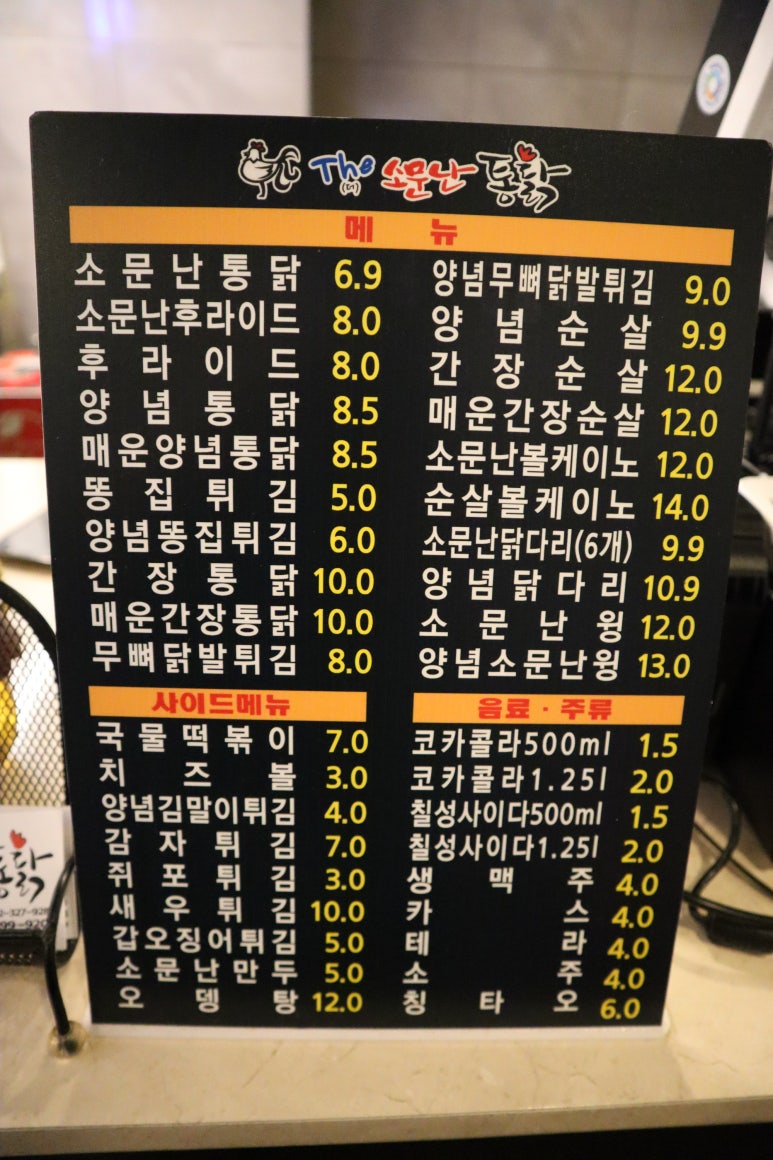 The (더) 소문난 통닭
메 뉴
소문난통닭 6.9
소문난후라이드 8.0
후라이드 8.0
양념통닭 8.5
매운양념통닭 8.5
똥집튀김 5.0
양념똥집튀김 6.0
간장통닭 10.0
매운간장통닭 10.0
무뼈닭발튀김 8.0
양념무뼈닭발튀김 9.0
양념순살 9.9
간장순살 12.0
매운간장순살 12.0
소문난볼케이노 12.0
순살볼케이노 14.0
소문난닭다리(6개) 9.9
양념닭다리 10.9
소문난윙 12.0
양념소문난윙 13.0
사이드메뉴
국물떡볶이 7.0
치즈볼 3.0
양념김말이튀김 4.0
감자튀김 7.0
쥐포튀김 3.0
새우튀김 10.0
갑오징어튀김 5.0
소문난만두 5.0
오뎅탕 12.0
음료·주류
코카콜라500ml 1.5
코카콜라1.25l 2.0
칠성사이다500ml 1.5
칠성사이다1.25l 2.0
생맥주 4.0
카스 4.0
테라 4.0
소주 4.0
칭타오 6.0
통닭